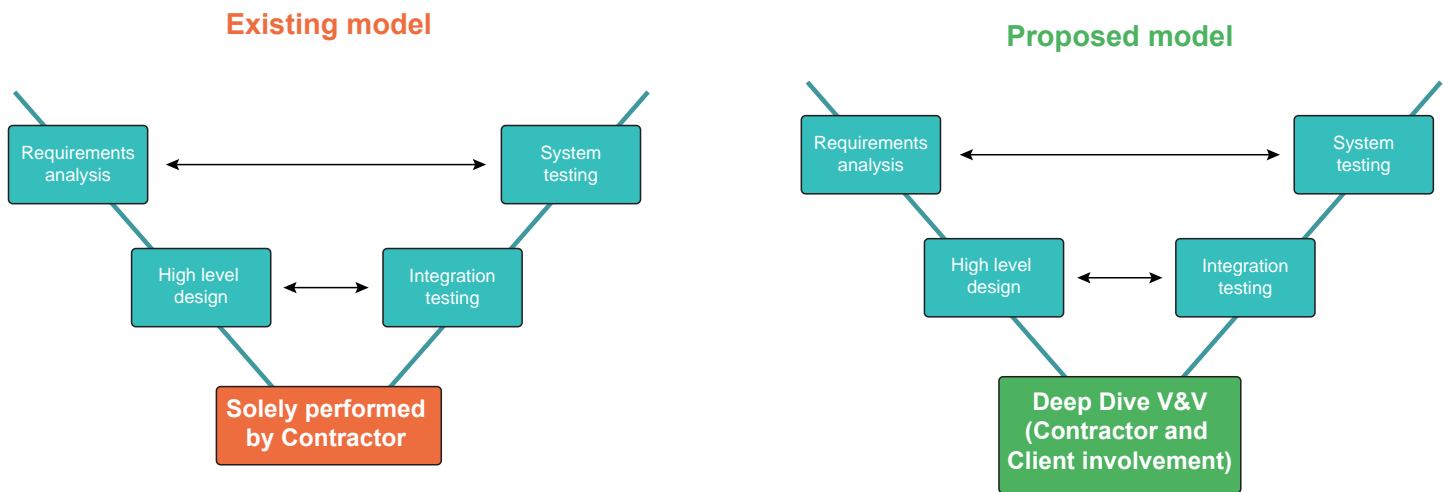 Existing model
Requirements
analysis
System
testing
High level
design
Integration
testing
Solely performed
by Contractor
Proposed model
Requirements
analysis
System
testing
High level
design
Integration
testing
Deep Dive V&V
(Contractor and
Client involvement)